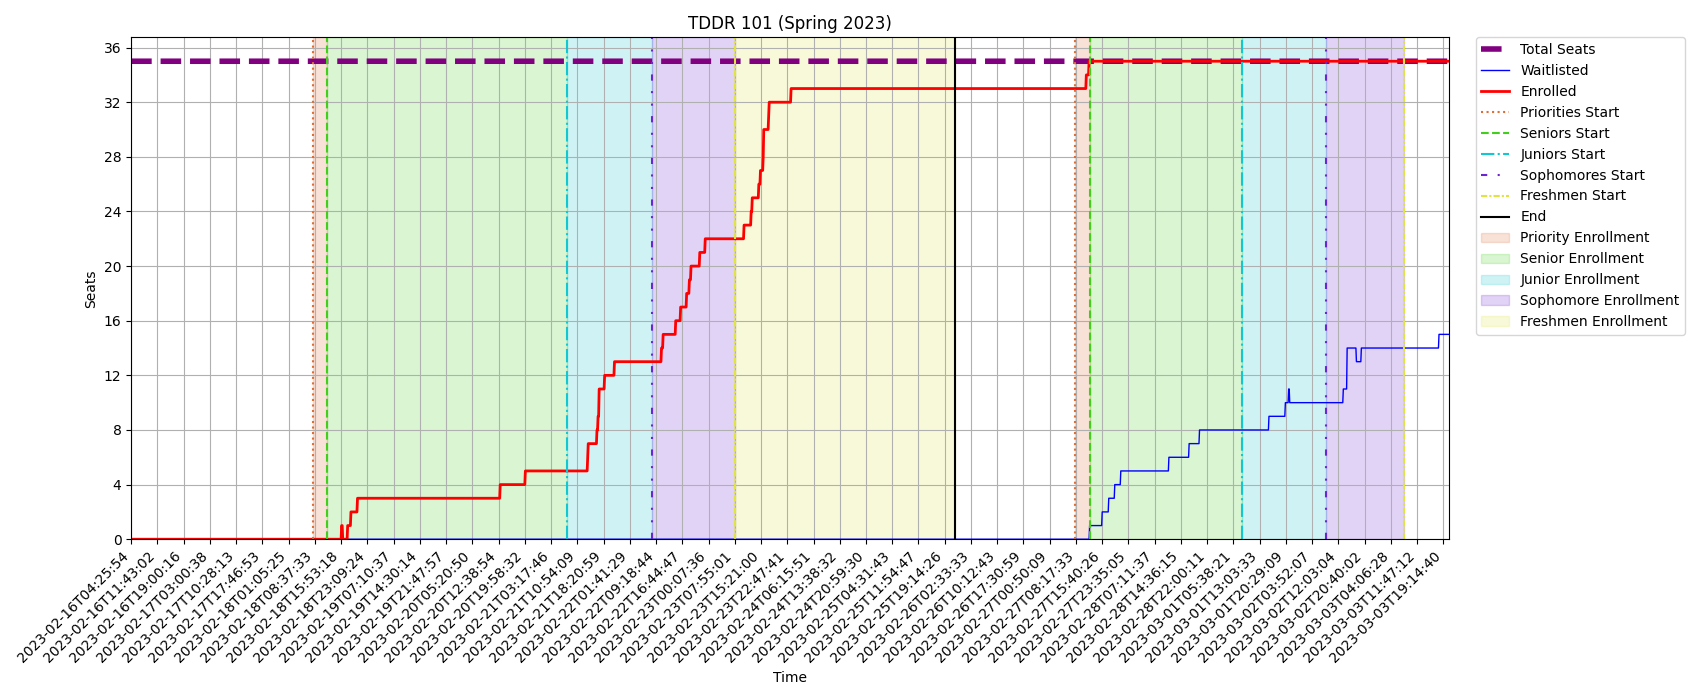 TDDR 101 (Spring 2023)
36
32
28
24
20
16
12
8
4
0
Seats
2023-02-16T04:25:54
2023-02-16T11:43:02
2023-02-16T19:00:16
2023-02-17T03:00:38
2023-02-17T10:28:13
2023-02-17T17:46:53
2023-02-18T01:05:25
2023-02-18T08:37:33
2023-02-18T15:53:18
2023-02-18T23:09:24
2023-02-19T07:10:37
2023-02-19T14:30:14
2023-02-19T21:47:57
2023-02-20T05:20:50
2023-02-20T12:38:54
2023-02-20T19:58:32
2023-02-21T03:17:46
2023-02-21T10:54:09
2023-02-21T18:20:59
2023-02-22T01:41:29
2023-02-22T09:18:44
2023-02-22T16:44:47
2023-02-23T00:07:36
2023-02-23T07:55:01
2023-02-23T15:21:00
2023-02-23T22:47:41
2023-02-24T06:15:51
2023-02-24T13:38:32
2023-02-24T20:59:30
2023-02-25T04:31:43
2023-02-25T11:54:47
2023-02-25T19:14:26
2023-02-26T02:33:33
2023-02-26T10:12:43
2023-02-26T17:30:59
2023-02-27T00:50:09
2023-02-27T08:17:33
2023-02-27T15:40:26
2023-02-27T23:35:05
2023-02-28T07:11:37
2023-02-28T14:36:15
2023-02-28T22:00:11
2023-03-01T05:38:21
2023-03-01T13:03:33
2023-03-01T20:29:09
2023-03-02T03:52:07
2023-03-02T12:03:04
2023-03-02T20:40:02
2023-03-03T04:06:28
2023-03-03T11:47:12
2023-03-03T19:14:40
Time
Total Seats
Waitlisted
Enrolled
Priorities Start
Seniors Start
Juniors Start
Sophomores Start
Freshmen Start
End
Priority Enrollment
Senior Enrollment
Junior Enrollment
Sophomore Enrollment
Freshmen Enrollment